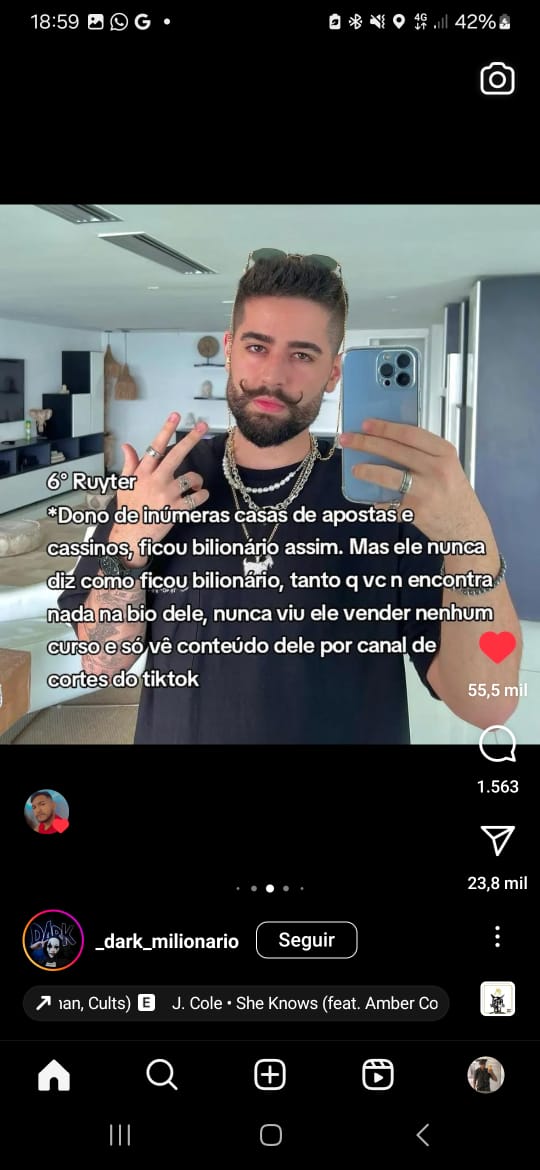 18:59
4G
42%
6° Ruyter
*Dono de inúmeras casas de apostas e
cassinos, ficou bilionário assim. Mas ele nunca
diz como ficou bilionário, tanto q vc n encontra
nada na bio dele, nunca viu ele vender nenhum
curso e só vê conteúdo dele por canal de
cortes do tiktok
55,5 mil
1.563
23,8 mil
DARK
_dark_milionario
Seguir
nan, Cults) E J. Cole • She Knows (feat. Amber Co